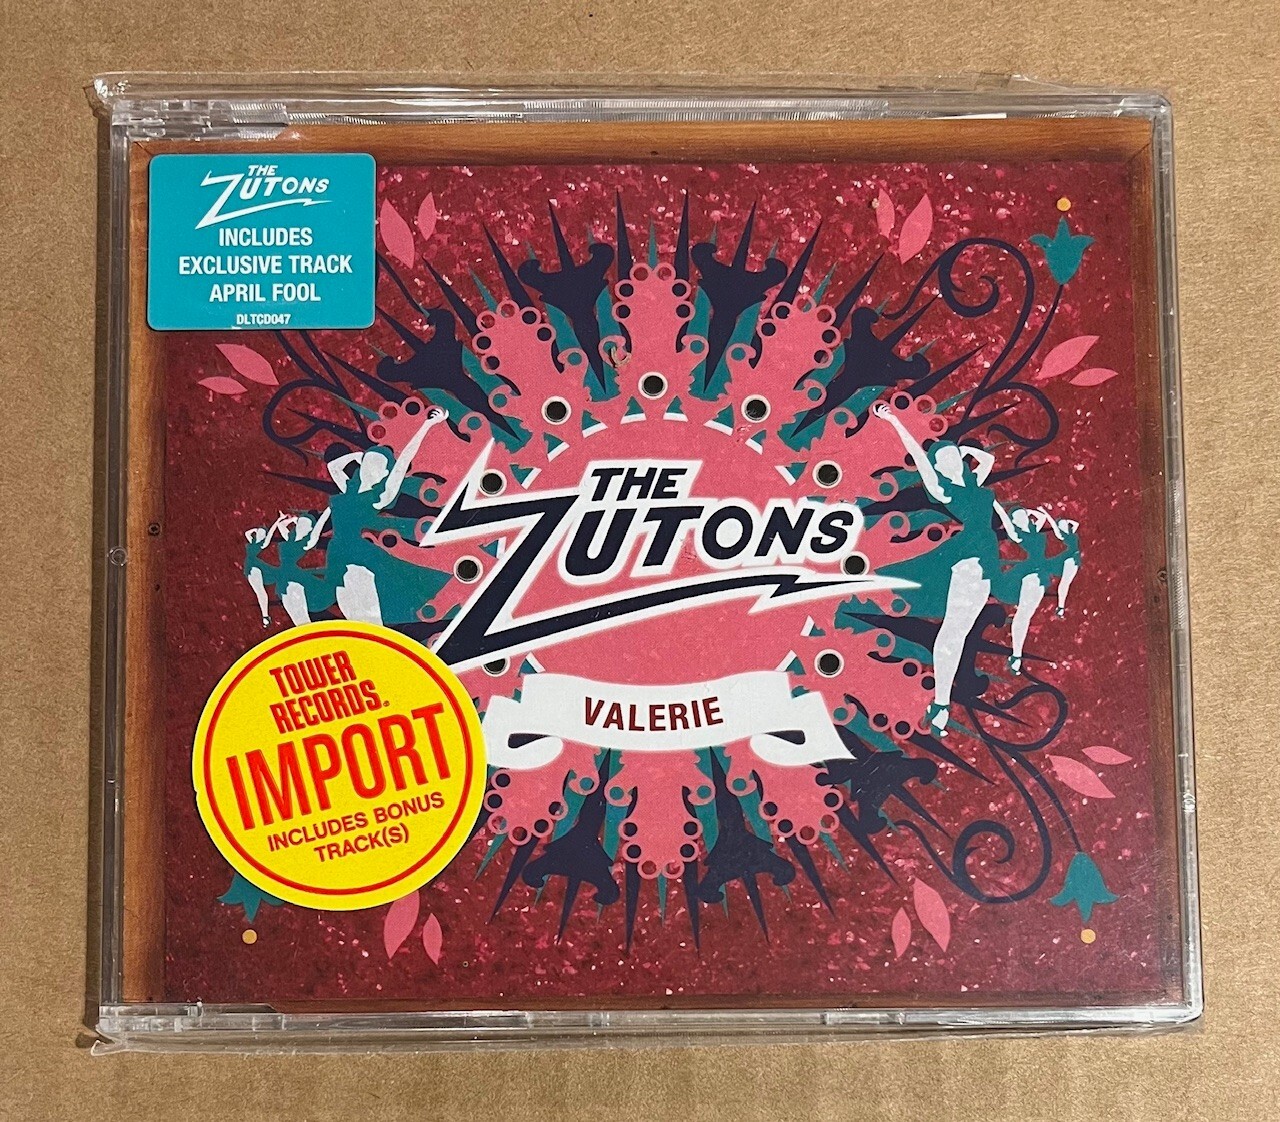 THE
ZUTONS
INCLUDES
EXCLUSIVE TRACK
APRIL FOOL
DLTCD047
THE
ZUTONS
VALERIE
TOWER
RECORDS®
IMPORT
INCLUDES BONUS
TRACK(S)